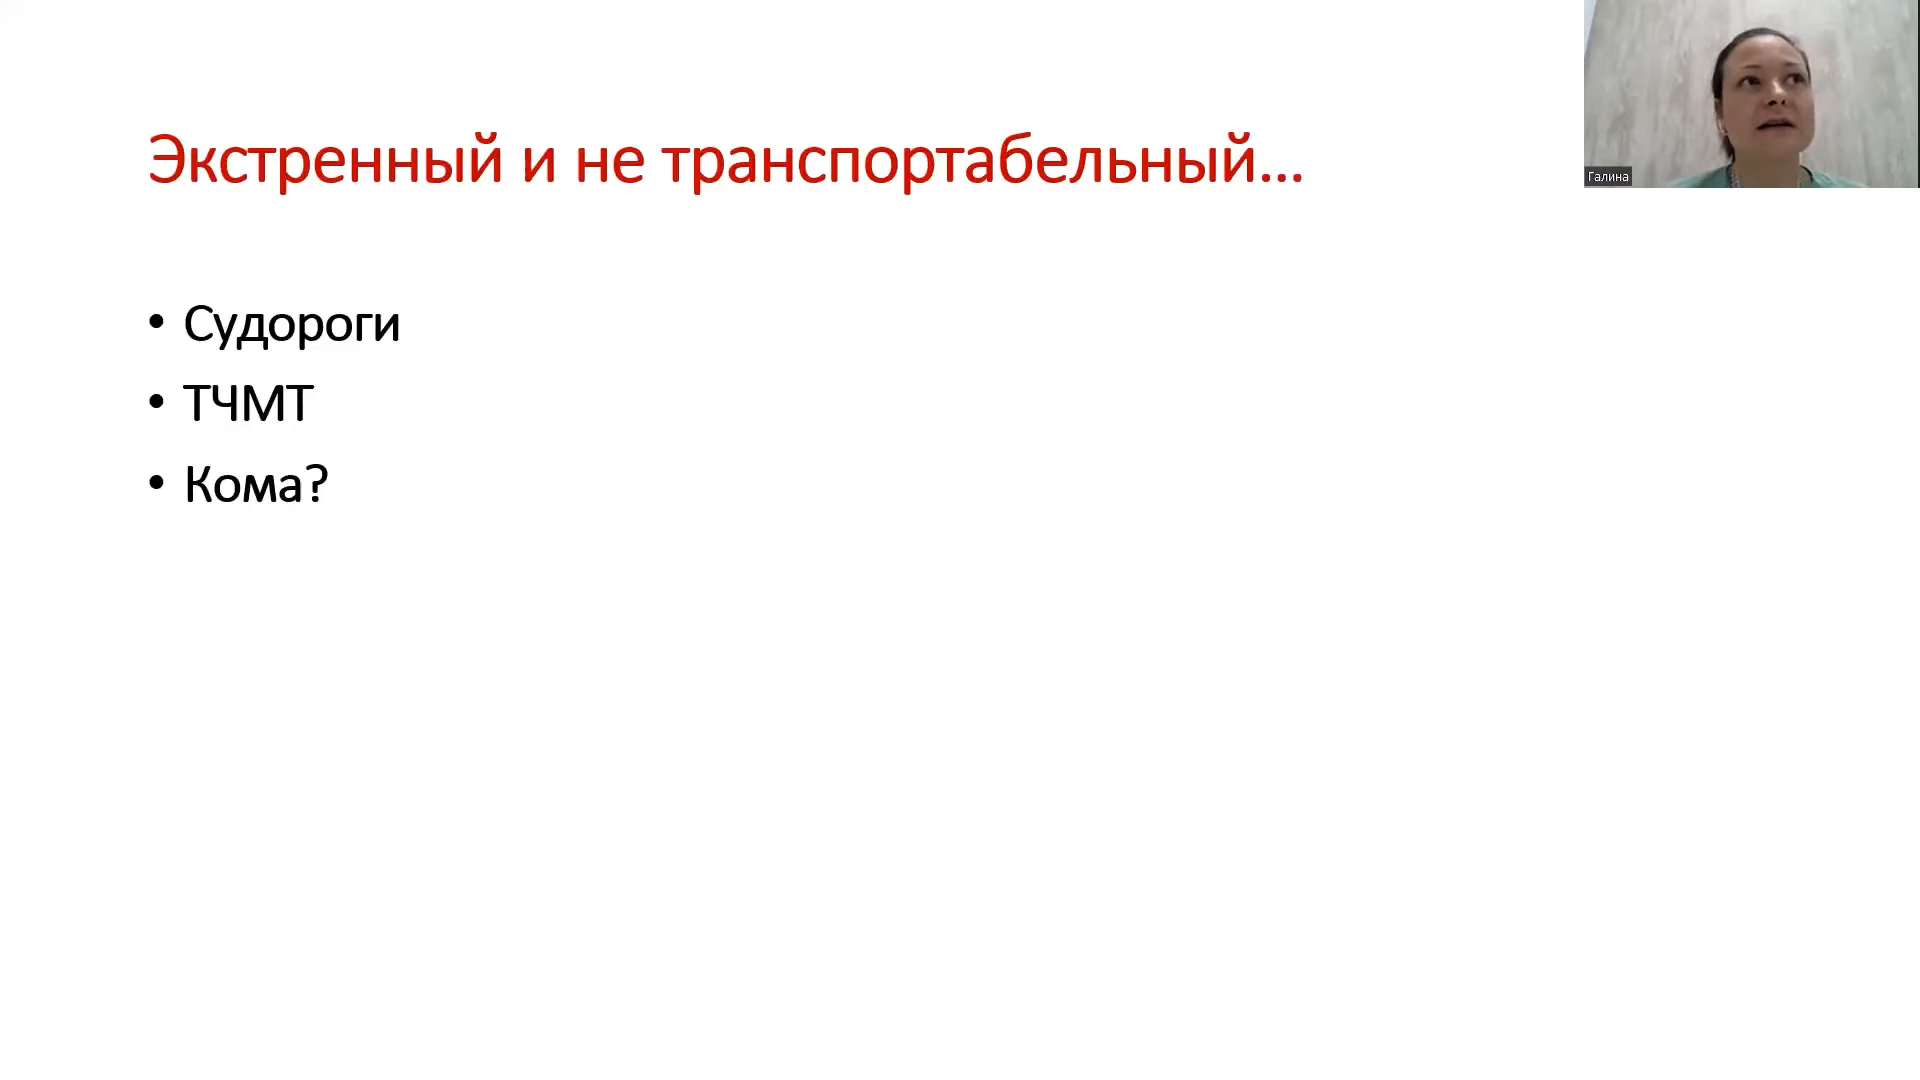 Экстренный и не транспортабельный...
• Судороги
• ТЧМТ
• Кома?
Галина